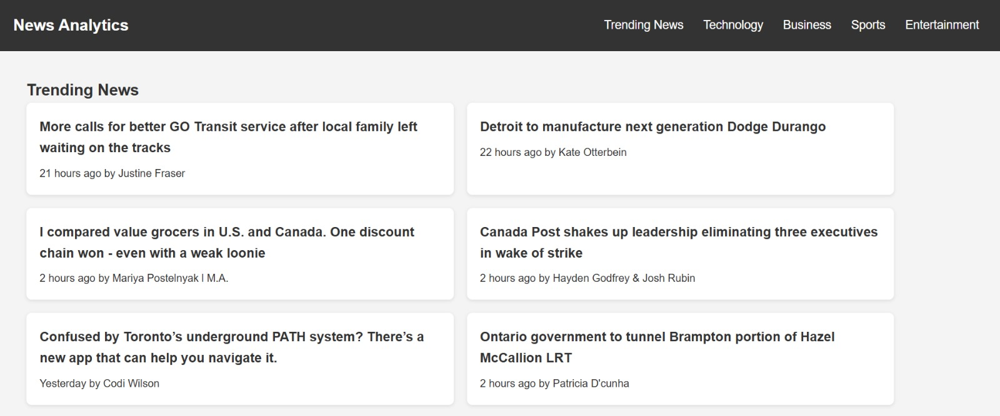 News Analytics
Trending News Technology Business Sports Entertainment
Trending News
More calls for better GO Transit service after local family left
waiting on the tracks
21 hours ago by Justine Fraser
Detroit to manufacture next generation Dodge Durango
22 hours ago by Kate Otterbein
I compared value grocers in U.S. and Canada. One discount
chain won - even with a weak loonie
2 hours ago by Mariya Postelnyak l M.A.
Canada Post shakes up leadership eliminating three executives
in wake of strike
2 hours ago by Hayden Godfrey & Josh Rubin
Confused by Toronto’s underground PATH system? There’s a
new app that can help you navigate it.
Yesterday by Codi Wilson
Ontario government to tunnel Brampton portion of Hazel
McCallion LRT
2 hours ago by Patricia D'cunha